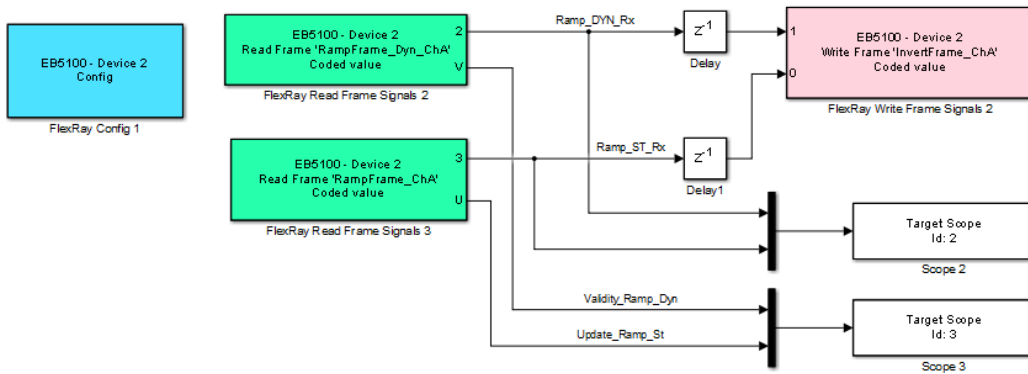 EB5100 - Device 2
Config
FlexRay Config 1
EB5100 - Device 2
Read Frame 'RampFrame_Dyn_ChA'
Coded value
2
V
FlexRay Read Frame Signals 2
Ramp_DYN_Rx
Z-1
Delay
1
0
EB5100 - Device 2
Write Frame 'InvertFrame_ChA'
Coded value
FlexRay Write Frame Signals 2
EB5100 - Device 2
Read Frame 'RampFrame_ChA'
Coded value
3
U
FlexRay Read Frame Signals 3
Ramp_ST_Rx
Z-1
Delay1
Target Scope
Id: 2
Scope 2
Validity_Ramp_Dyn
Update_Ramp_St
Target Scope
Id: 3
Scope 3